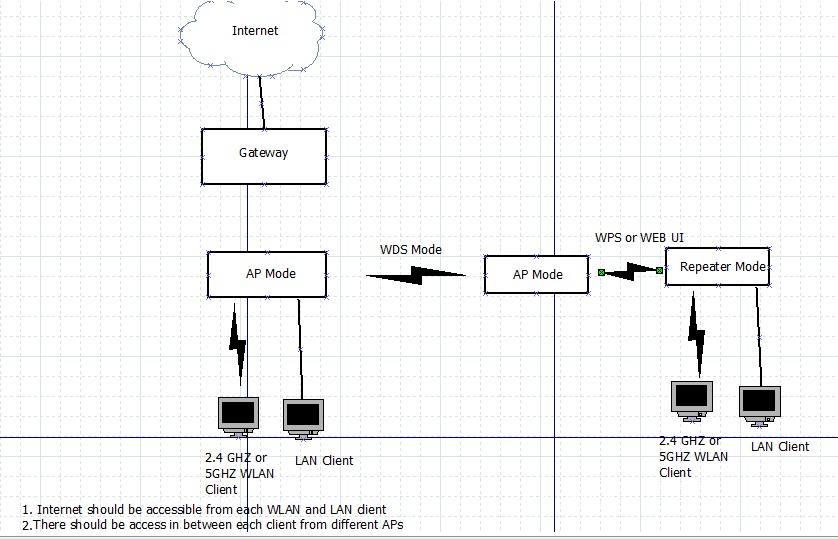 Internet
Gateway
WDS Mode
WPS or WEB UI
AP Mode
AP Mode
Repeater Mode
2.4 GHZ or
5GHZ WLAN
Client
LAN Client
2.4 GHZ or
5GHZ WLAN
Client
LAN Client
1. Internet should be accessible from each WLAN and LAN client
2.There should be access in between each client from different APs